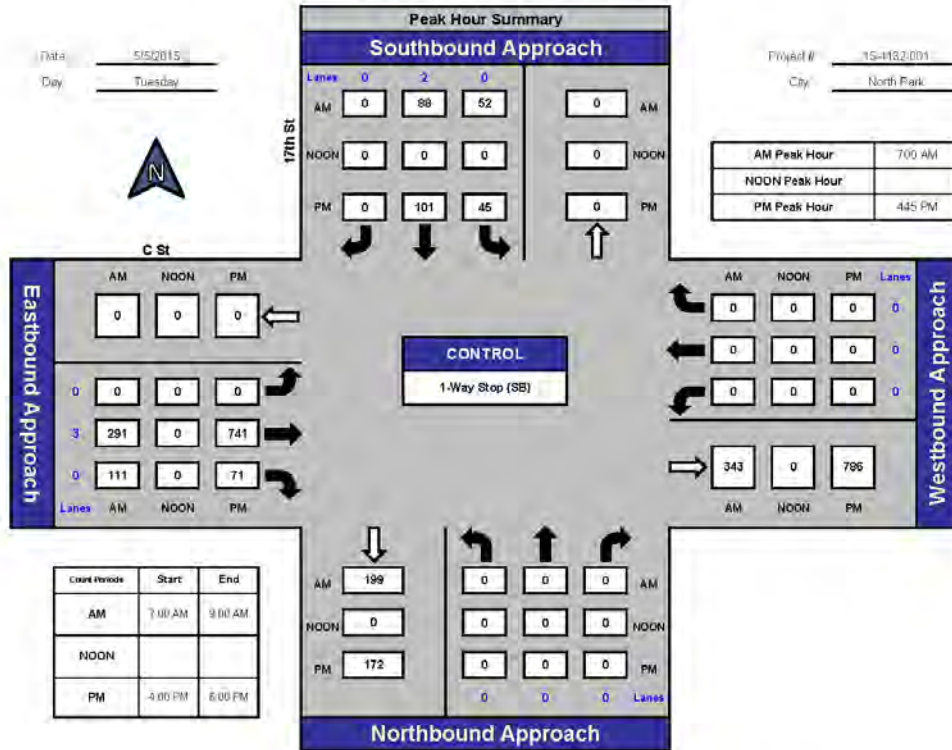 Peak Hour Summary
Southbound Approach
Date: 5/5/2015
Day: Tuesday
Project #: 15-4182-001
City: North Park
17th St
Lanes 0 2 0
AM 0 88 52 0 AM
NOON 0 0 0 0 NOON
PM 0 101 45 0 PM
N
AM Peak Hour 700 AM
NOON Peak Hour
PM Peak Hour 445 PM
C St
Eastbound Approach
AM NOON PM
0 0 0
0 0 0 0
3 291 0 741
0 111 0 71
Lanes AM NOON PM
CONTROL
1-Way Stop (SB)
AM NOON PM Lanes
0 0 0 0
0 0 0 0
0 0 0 0
343 0 786
AM NOON PM
Westbound Approach
AM 199 0 0 0 AM
NOON 0 0 0 0 NOON
PM 172 0 0 0 PM
0 0 0 Lanes
Northbound Approach
Count Periods Start End
AM 7:00 AM 9:00 AM
NOON
PM 4:00 PM 6:00 PM